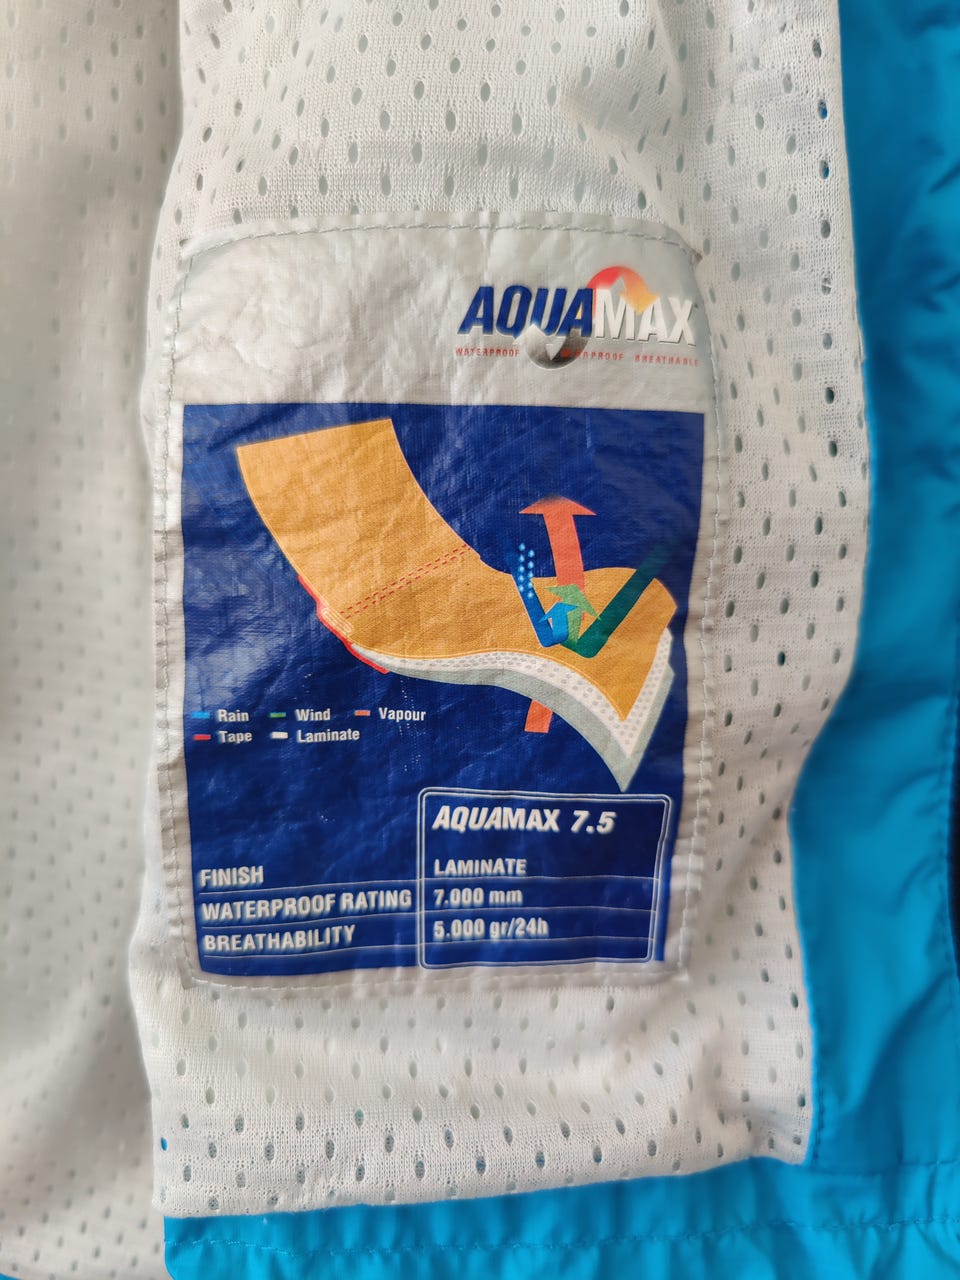 AQUAMAX
WATERPROOF WINDPROOF BREATHABLE
Rain Wind Vapour
Tape Laminate
AQUAMAX 7.5
FINISH LAMINATE
WATERPROOF RATING 7.000 mm
BREATHABILITY 5.000 gr/24h